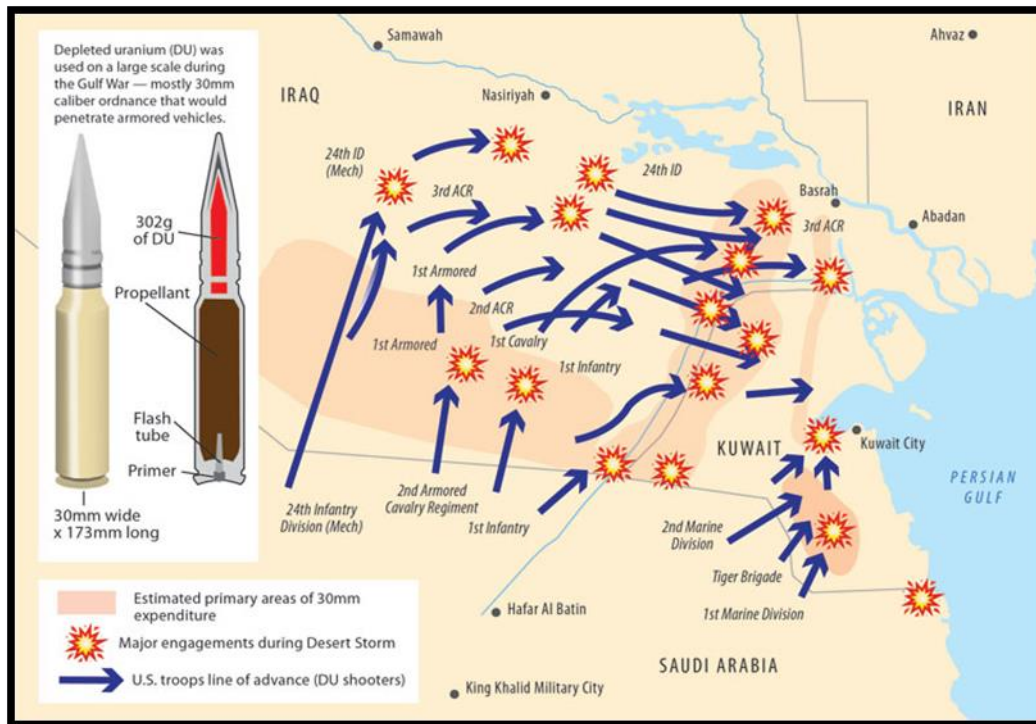 Depleted uranium (DU) was
used on a large scale during
the Gulf War — mostly 30mm
caliber ordnance that would
penetrate armored vehicles.
302g
of DU
Propellant
Flash
tube
Primer
30mm wide
x 173mm long
Samawah
Ahvaz
IRAQ
Nasiriyah
IRAN
24th ID
(Mech)
24th ID
3rd ACR
Basrah
3rd ACR
Abadan
1st Armored
2nd ACR
1st Armored
1st Cavalry
1st Infantry
KUWAIT
Kuwait City
PERSIAN
GULF
24th Infantry
Division (Mech)
2nd Armored
Cavalry Regiment
1st Infantry
2nd Marine
Division
Tiger Brigade
1st Marine Division
Hafar Al Batin
SAUDI ARABIA
King Khalid Military City
Estimated primary areas of 30mm
expenditure
Major engagements during Desert Storm
U.S. troops line of advance (DU shooters)